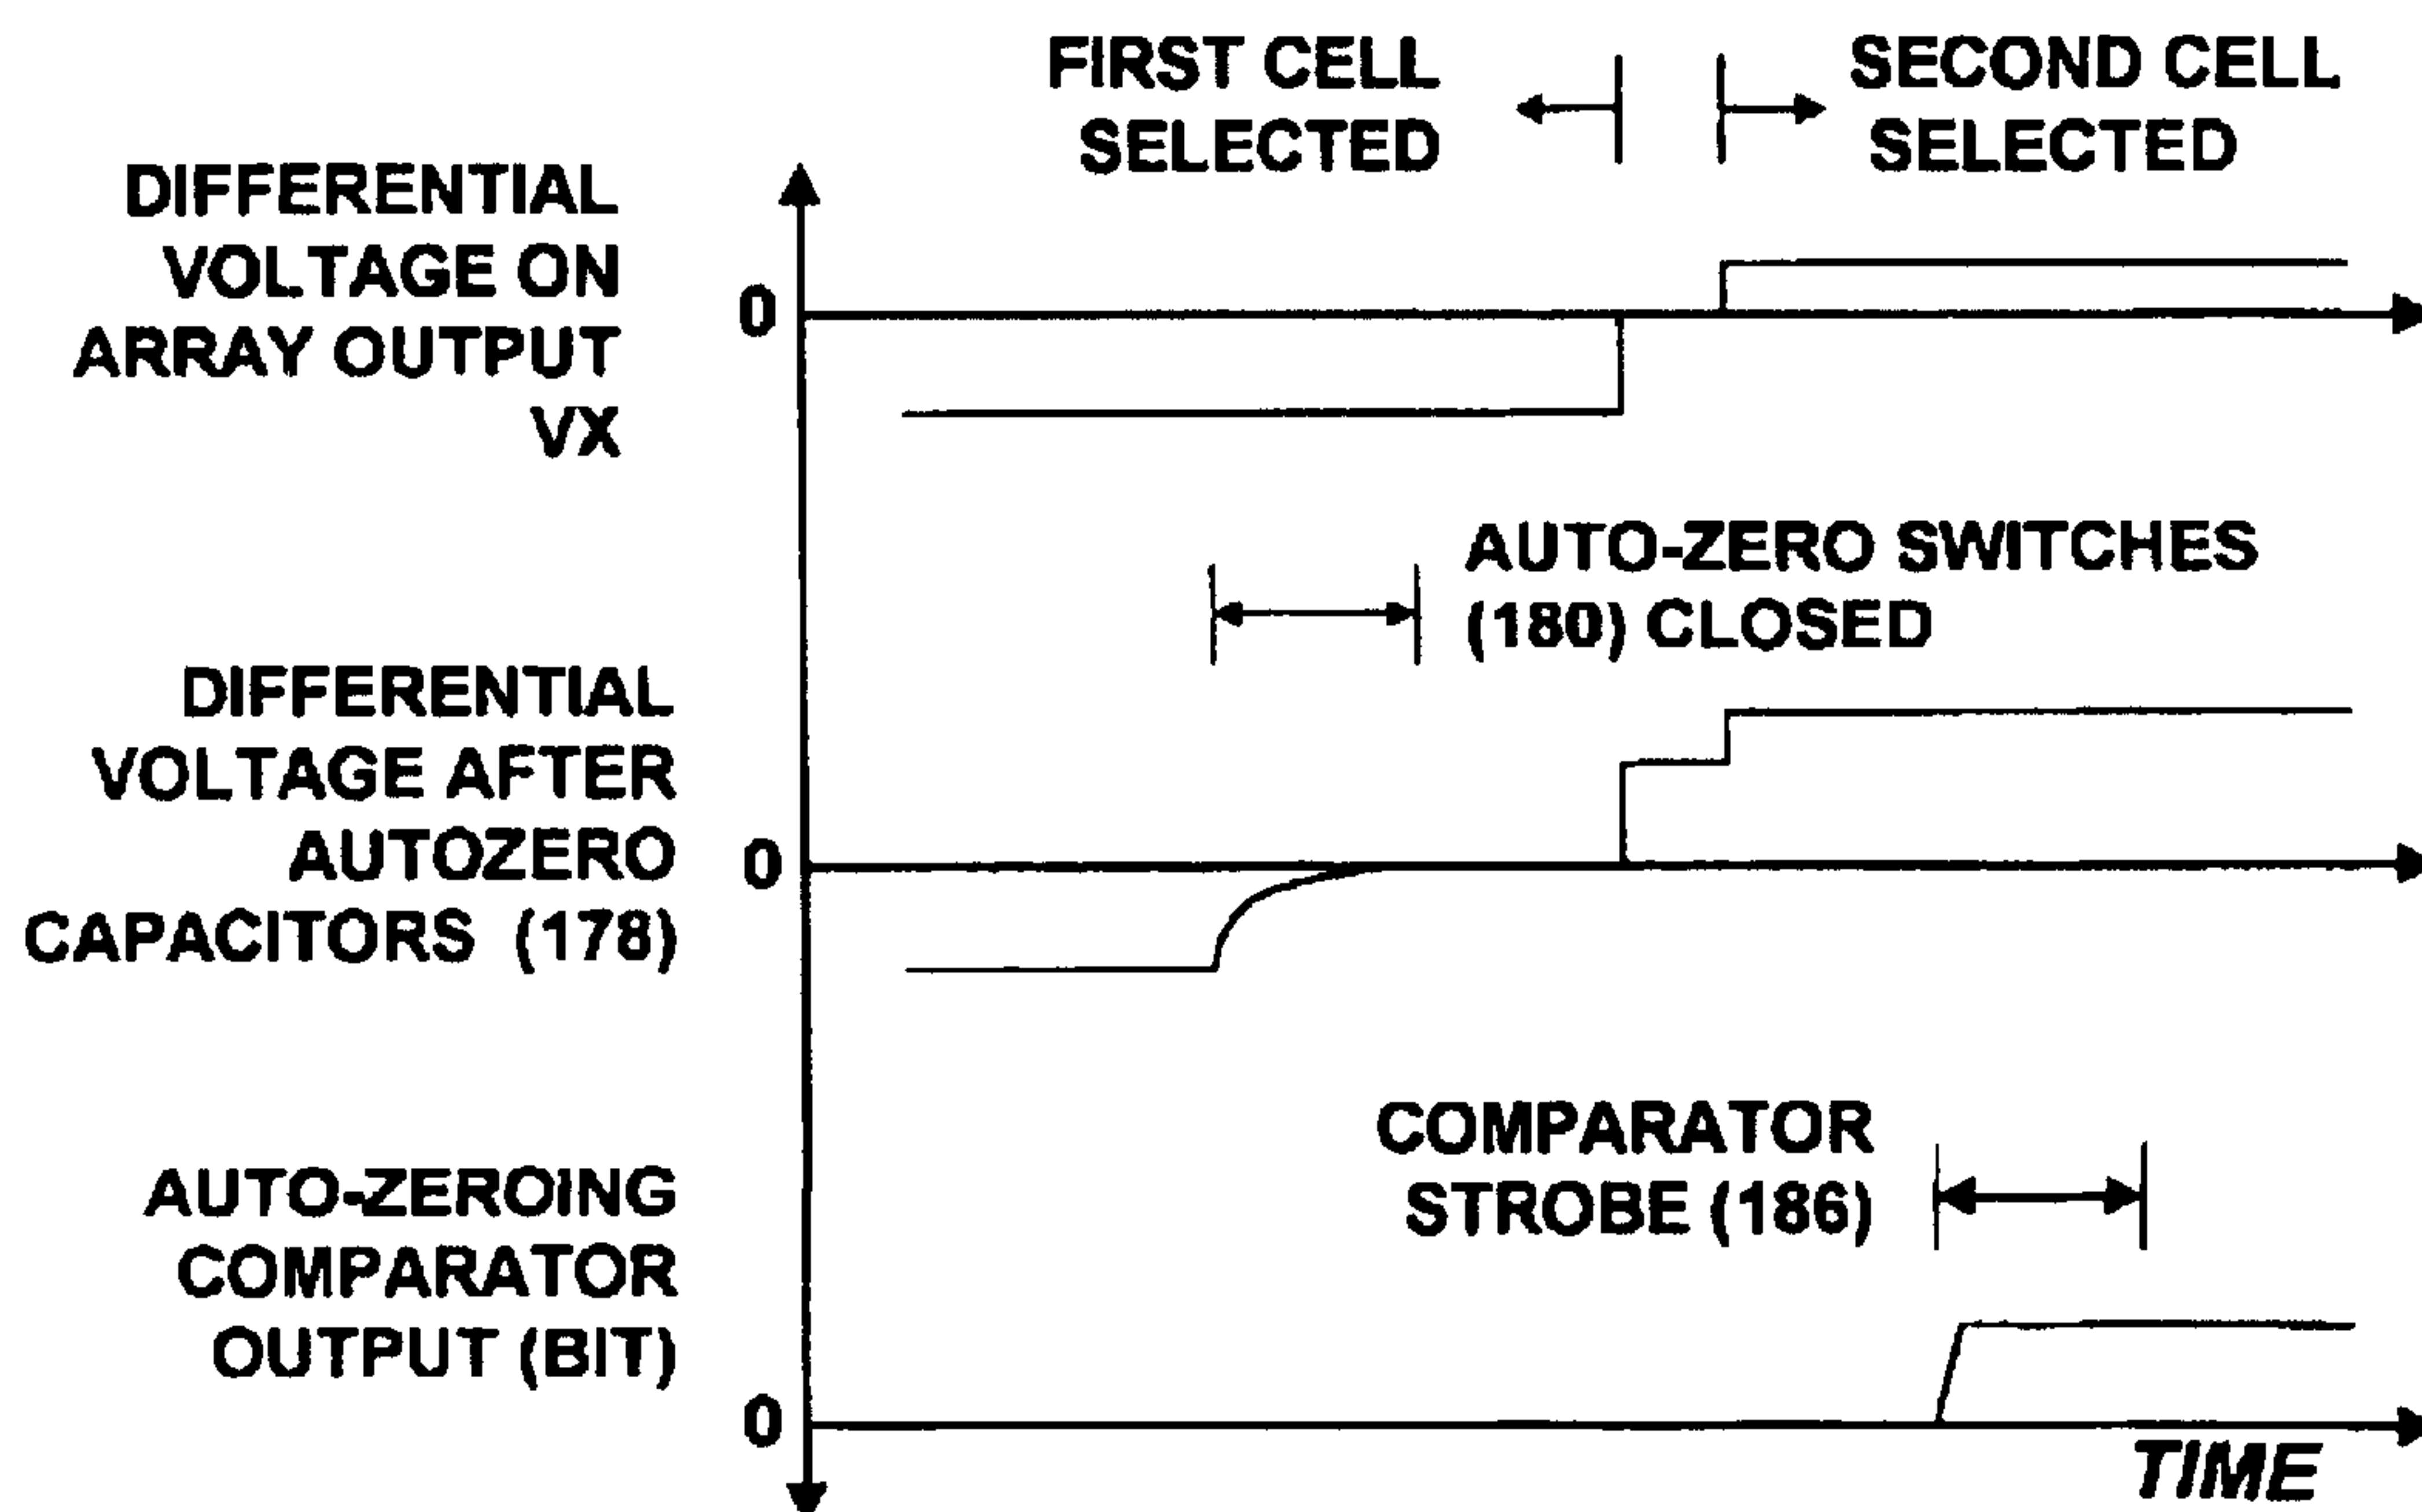 FIRST CELL
SELECTED
SECOND CELL
SELECTED
DIFFERENTIAL
VOLTAGE ON
ARRAY OUTPUT
VX
0
AUTO-ZERO SWITCHES
(180) CLOSED
DIFFERENTIAL
VOLTAGE AFTER
AUTOZERO
CAPACITORS (178)
0
COMPARATOR
STROBE (186)
AUTO-ZEROING
COMPARATOR
OUTPUT (BIT)
0
TIME